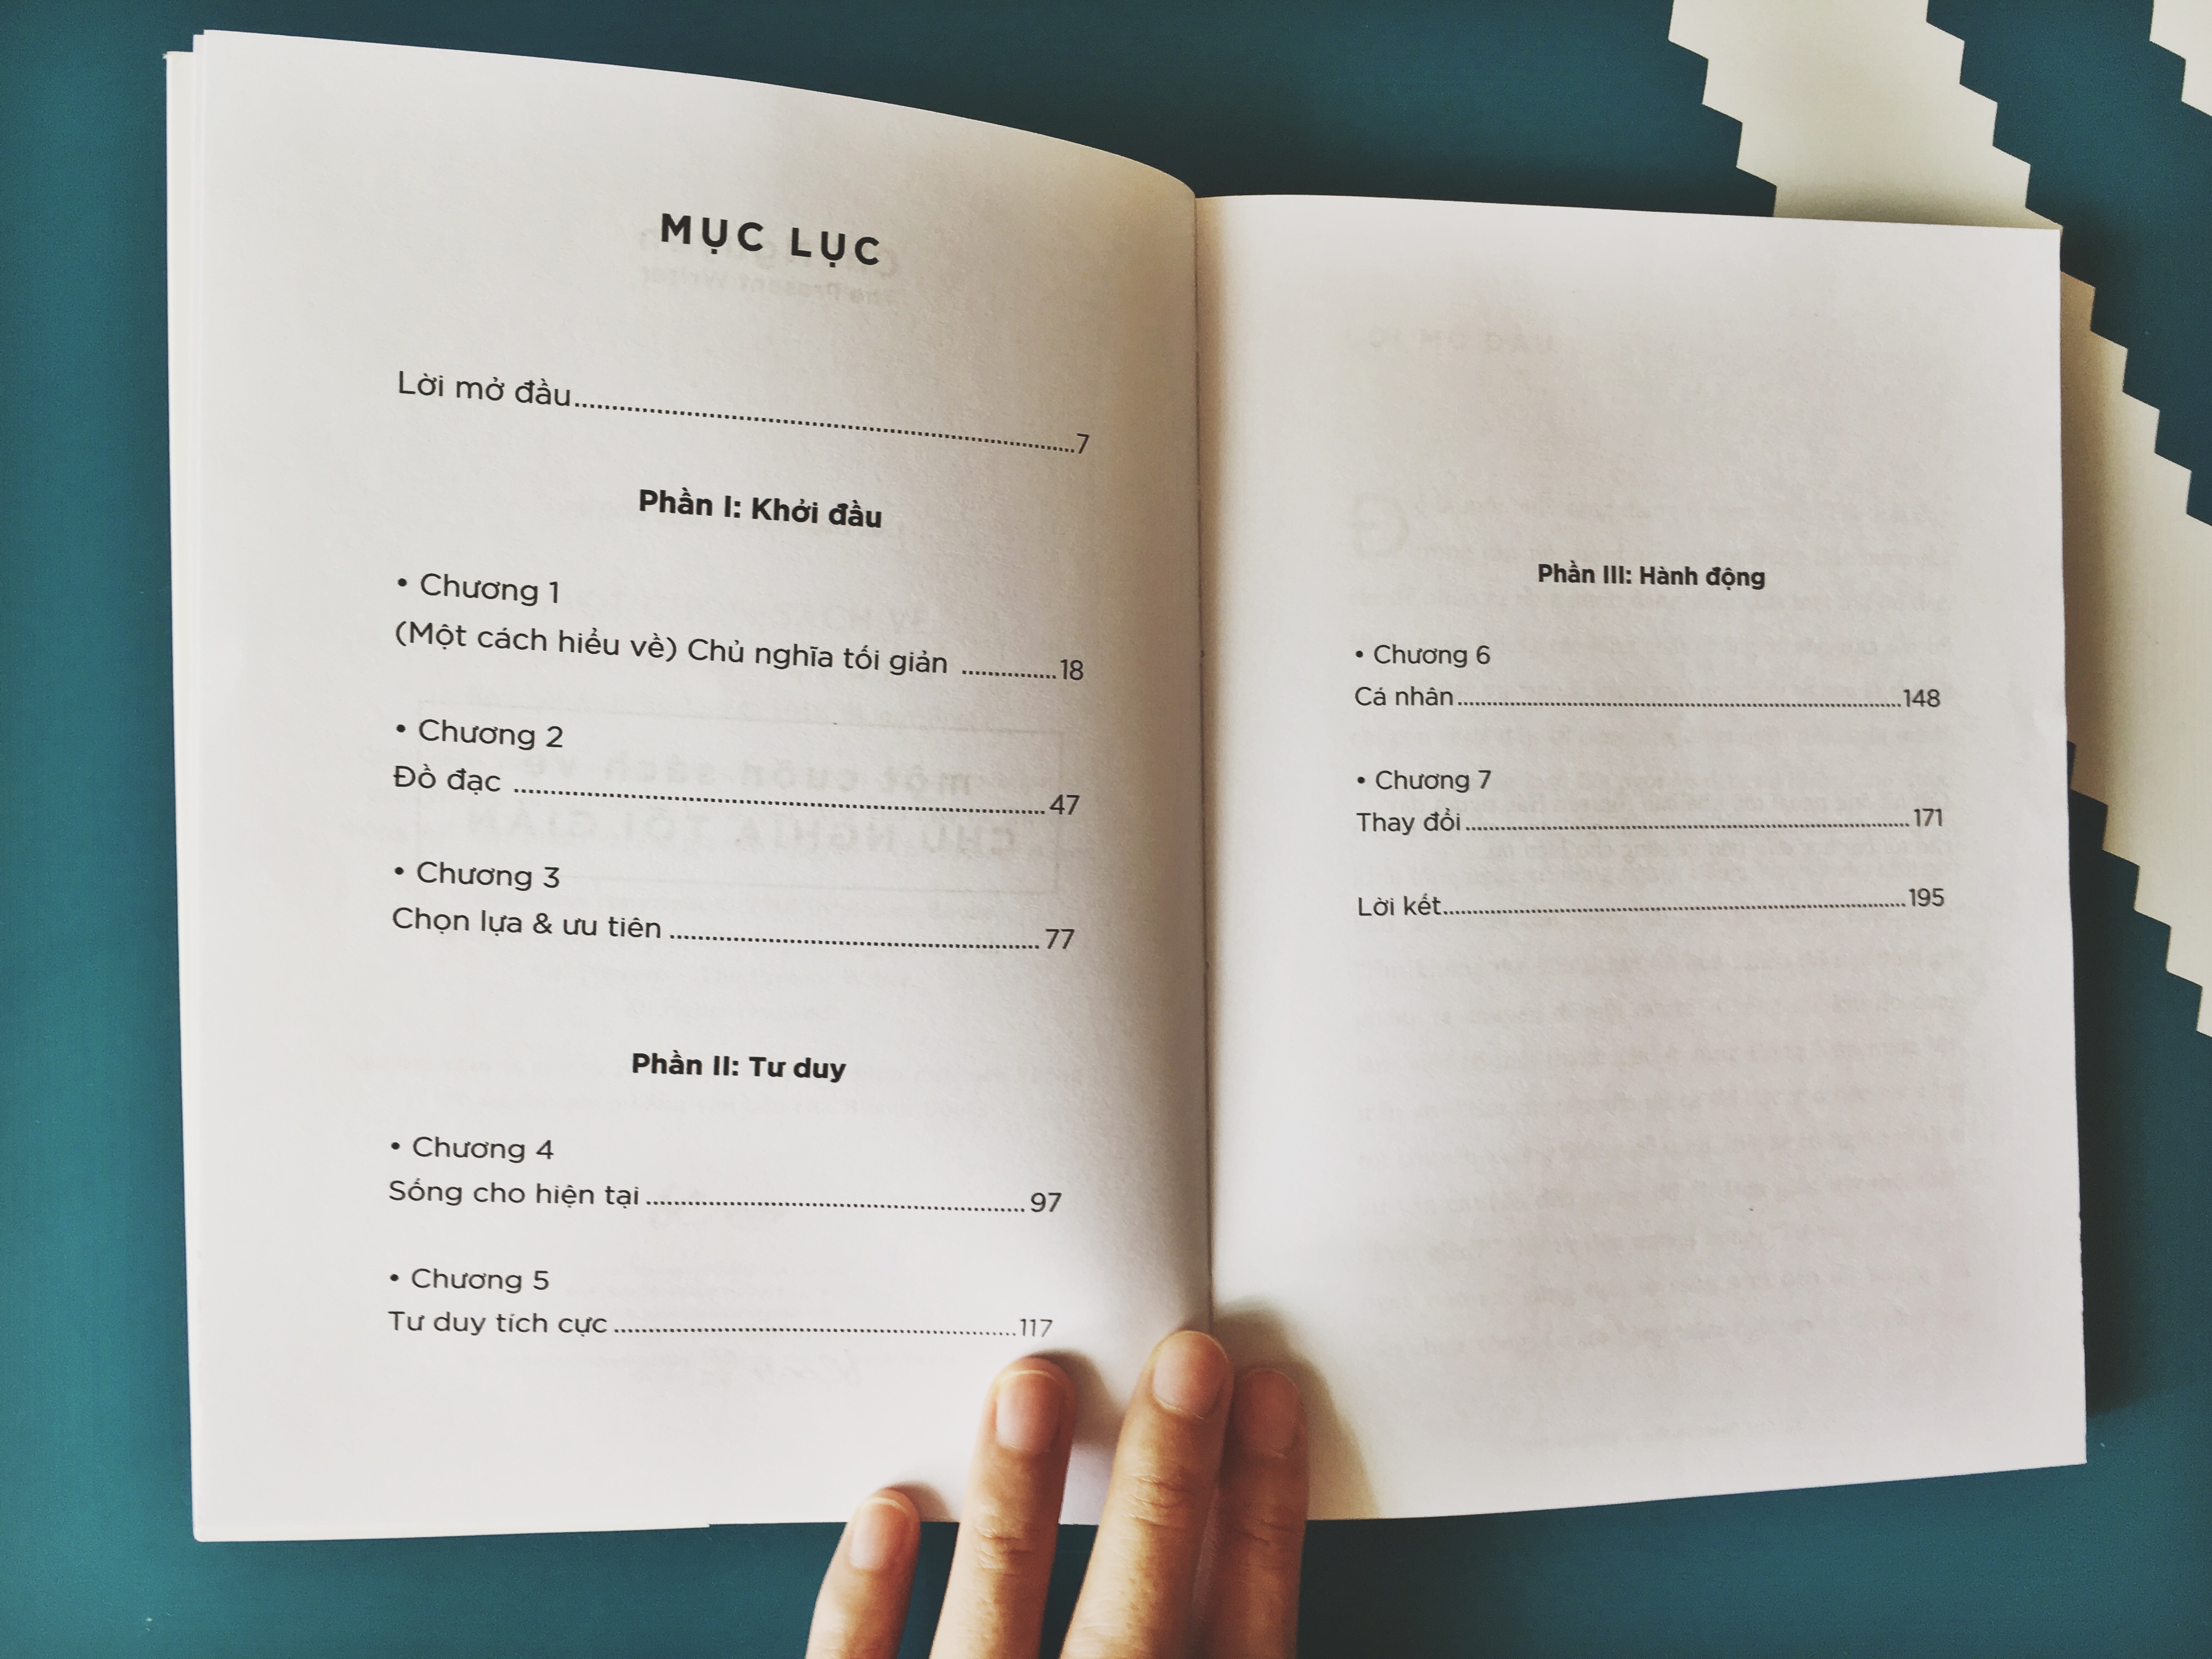 MỤC LỤC
Lời mở đầu.....................................................................7
Phần I: Khởi đầu
• Chương 1
(Một cách hiểu về) Chủ nghĩa tối giản ...............18
• Chương 2
Đồ đạc ..........................................................................47
• Chương 3
Chọn lựa & ưu tiên ...................................................77
Phần II: Tư duy
• Chương 4
Sống cho hiện tại .....................................................97
• Chương 5
Tư duy tích cực.........................................................117
Phần III: Hành động
• Chương 6
Cá nhân........................................................................148
• Chương 7
Thay đổi.......................................................................171
Lời kết..........................................................................195